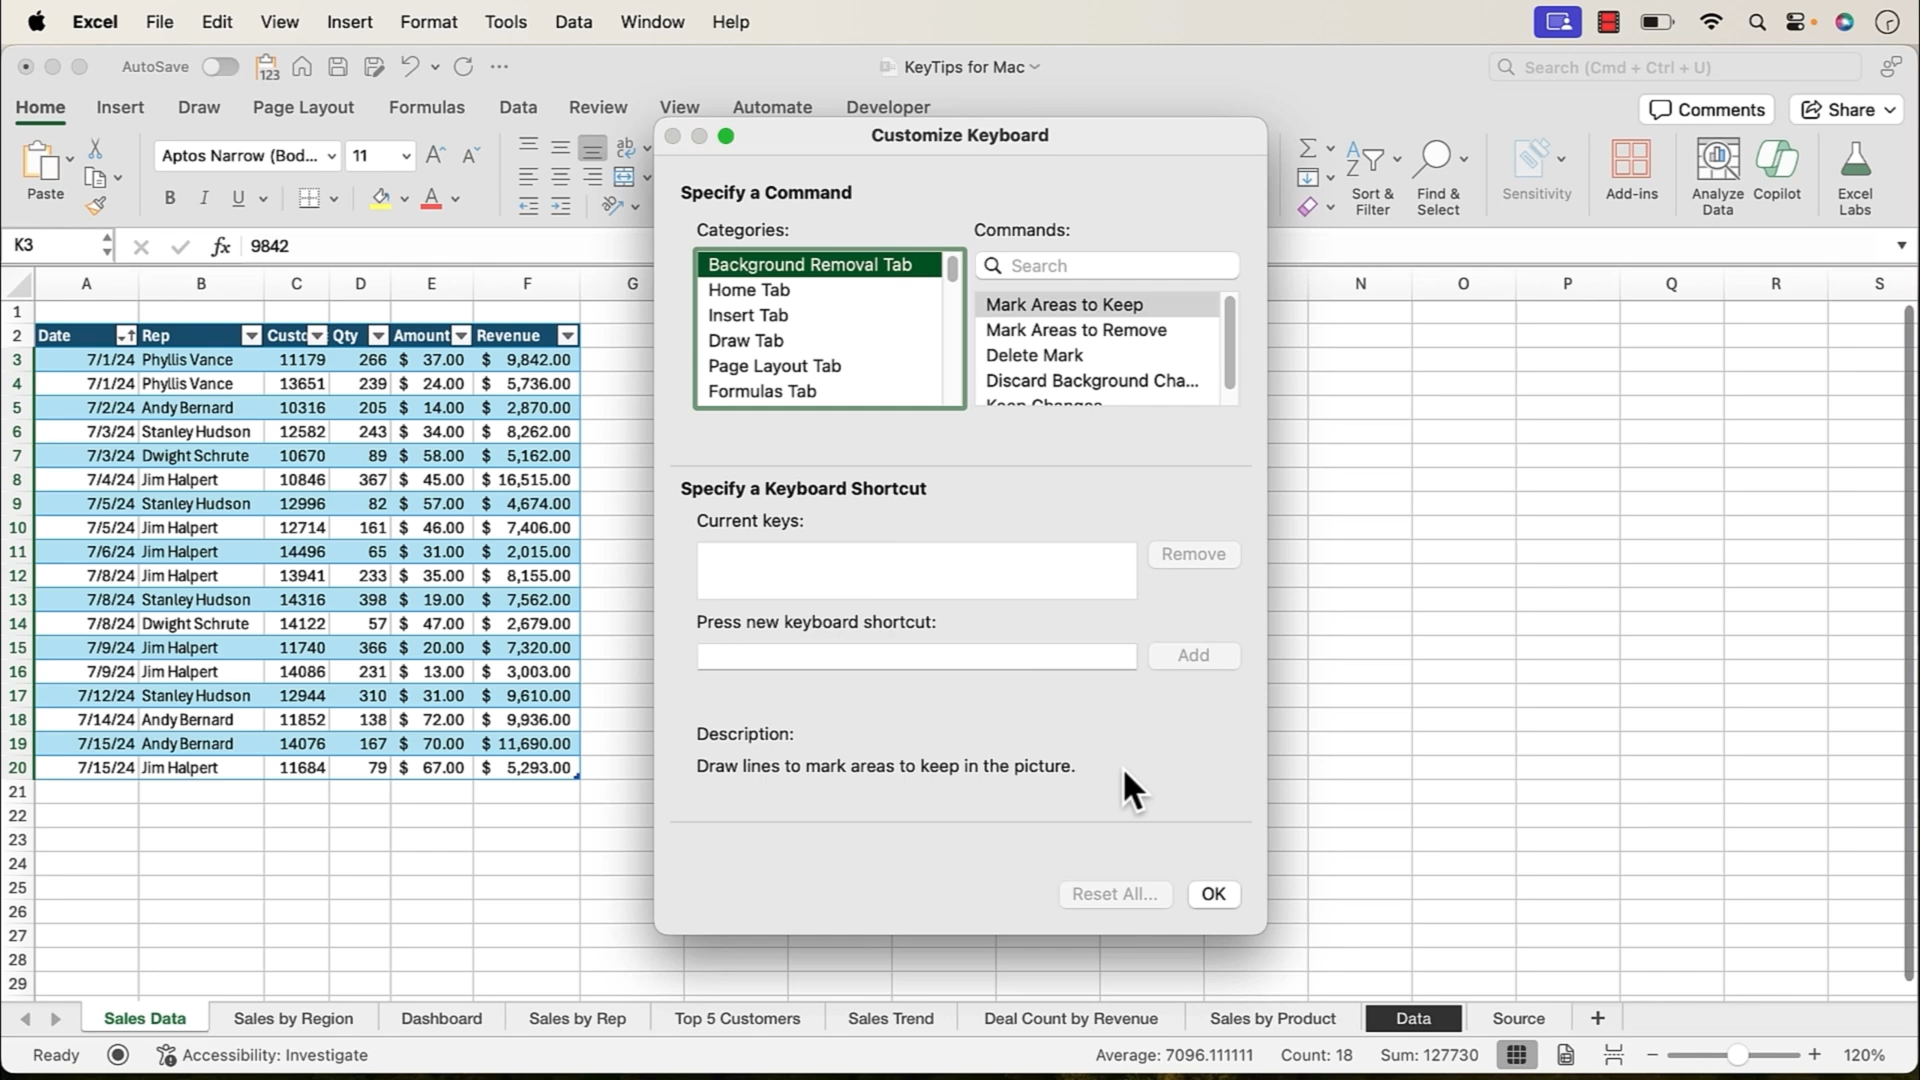 Excel File Edit View Insert Format Tools Data Window Help
AutoSave 123 KeyTips for Mac Search (Cmd + Ctrl + U)
Home Insert Draw Page Layout Formulas Data Review View Automate Developer Comments Share
Paste Aptos Narrow (Bod... 11 A A ab
B I U A
Sort & Filter Find & Select Sensitivity Add-ins Analyze Data Copilot Excel Labs
K3 fx 9842
A B C D E F G N O P Q R S
1
2 Date Rep Custo Qty Amount Revenue
3 7/1/24 Phyllis Vance 11179 266 $ 37.00 $ 9,842.00
4 7/1/24 Phyllis Vance 13651 239 $ 24.00 $ 5,736.00
5 7/2/24 Andy Bernard 10316 205 $ 14.00 $ 2,870.00
6 7/3/24 Stanley Hudson 12582 243 $ 34.00 $ 8,262.00
7 7/3/24 Dwight Schrute 10670 89 $ 58.00 $ 5,162.00
8 7/4/24 Jim Halpert 10846 367 $ 45.00 $ 16,515.00
9 7/5/24 Stanley Hudson 12996 82 $ 57.00 $ 4,674.00
10 7/5/24 Jim Halpert 12714 161 $ 46.00 $ 7,406.00
11 7/6/24 Jim Halpert 14496 65 $ 31.00 $ 2,015.00
12 7/8/24 Jim Halpert 13941 233 $ 35.00 $ 8,155.00
13 7/8/24 Stanley Hudson 14316 398 $ 19.00 $ 7,562.00
14 7/8/24 Dwight Schrute 14122 57 $ 47.00 $ 2,679.00
15 7/9/24 Jim Halpert 11740 366 $ 20.00 $ 7,320.00
16 7/9/24 Jim Halpert 14086 231 $ 13.00 $ 3,003.00
17 7/12/24 Stanley Hudson 12944 310 $ 31.00 $ 9,610.00
18 7/14/24 Andy Bernard 11852 138 $ 72.00 $ 9,936.00
19 7/15/24 Andy Bernard 14076 167 $ 70.00 $ 11,690.00
20 7/15/24 Jim Halpert 11684 79 $ 67.00 $ 5,293.00
21
22
23
24
25
26
27
28
29
Customize Keyboard
Specify a Command
Categories: Commands:
Background Removal Tab
Home Tab
Insert Tab
Draw Tab
Page Layout Tab
Formulas Tab
Search
Mark Areas to Keep
Mark Areas to Remove
Delete Mark
Discard Background Cha...
Keep Changes
Specify a Keyboard Shortcut
Current keys:
Remove
Press new keyboard shortcut:
Add
Description:
Draw lines to mark areas to keep in the picture.
Reset All... OK
Sales Data Sales by Region Dashboard Sales by Rep Top 5 Customers Sales Trend Deal Count by Revenue Sales by Product Data Source +
Ready Accessibility: Investigate Average: 7096.111111 Count: 18 Sum: 127730 − + 120%